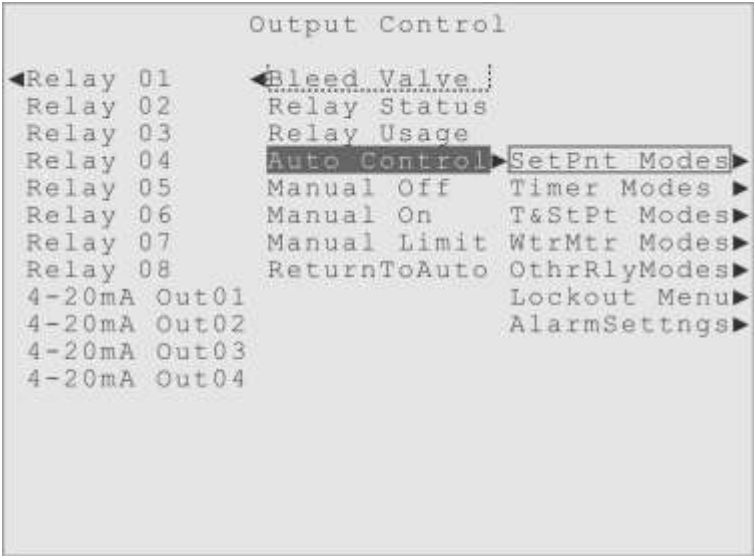 Output Control
◀Relay 01 ◀Bleed Valve
Relay 02 Relay Status
Relay 03 Relay Usage
Relay 04 Auto Control▶SetPnt Modes▶
Relay 05 Manual Off Timer Modes ▶
Relay 06 Manual On T&StPt Modes▶
Relay 07 Manual Limit WtrMtr Modes▶
Relay 08 ReturnToAuto OthrRlyModes▶
4-20mA Out01 Lockout Menu▶
4-20mA Out02 AlarmSettngs▶
4-20mA Out03
4-20mA Out04